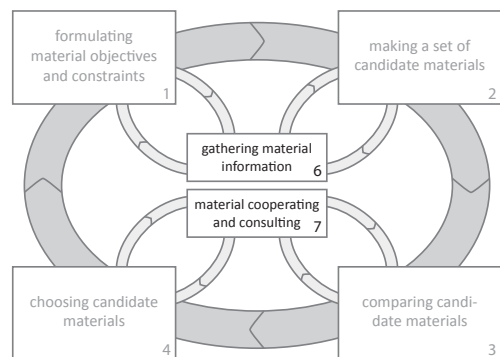 formulating
material objectives
and constraints
1
making a set of
candidate materials
2
gathering material
information
6
material cooperating
and consulting
7
choosing candidate
materials
4
comparing candi-
date materials
3